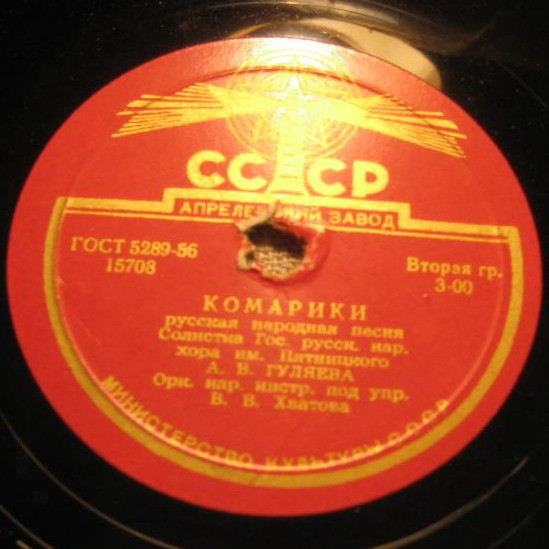 СССР
АПРЕЛЕВСКИЙ ЗАВОД
ГОСТ 5289-56
15708
Вторая гр.
3-00
КОМАРИКИ
русская народная песня
Солистка Гос. русск. нар.
хора им. Пятницкого
А. В. ГУЛЯЕВА
Орк. нар. инстр. под упр.
В. В. Хватова
МИНИСТЕРСТВО КУЛЬТУРЫ СССР